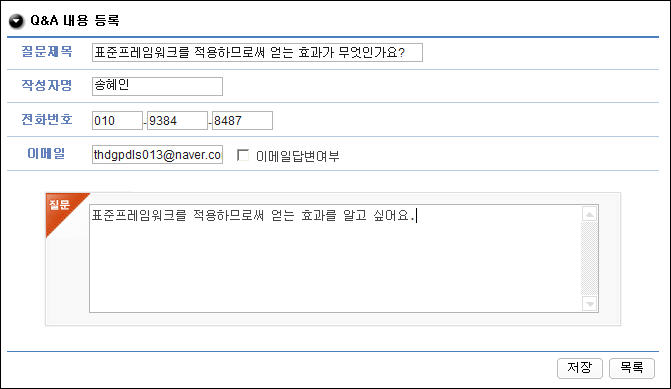 Q&A 내용 등록
질문제목 표준프레임워크를 적용하므로써 얻는 효과가 무엇인가요?
작성자명 송혜인
전화번호 010 - 9384 - 8487
이메일 thdgpdls013@naver.co 이메일답변여부
질문
표준프레임워크를 적용하므로써 얻는 효과를 알고 싶어요.
저장 목록